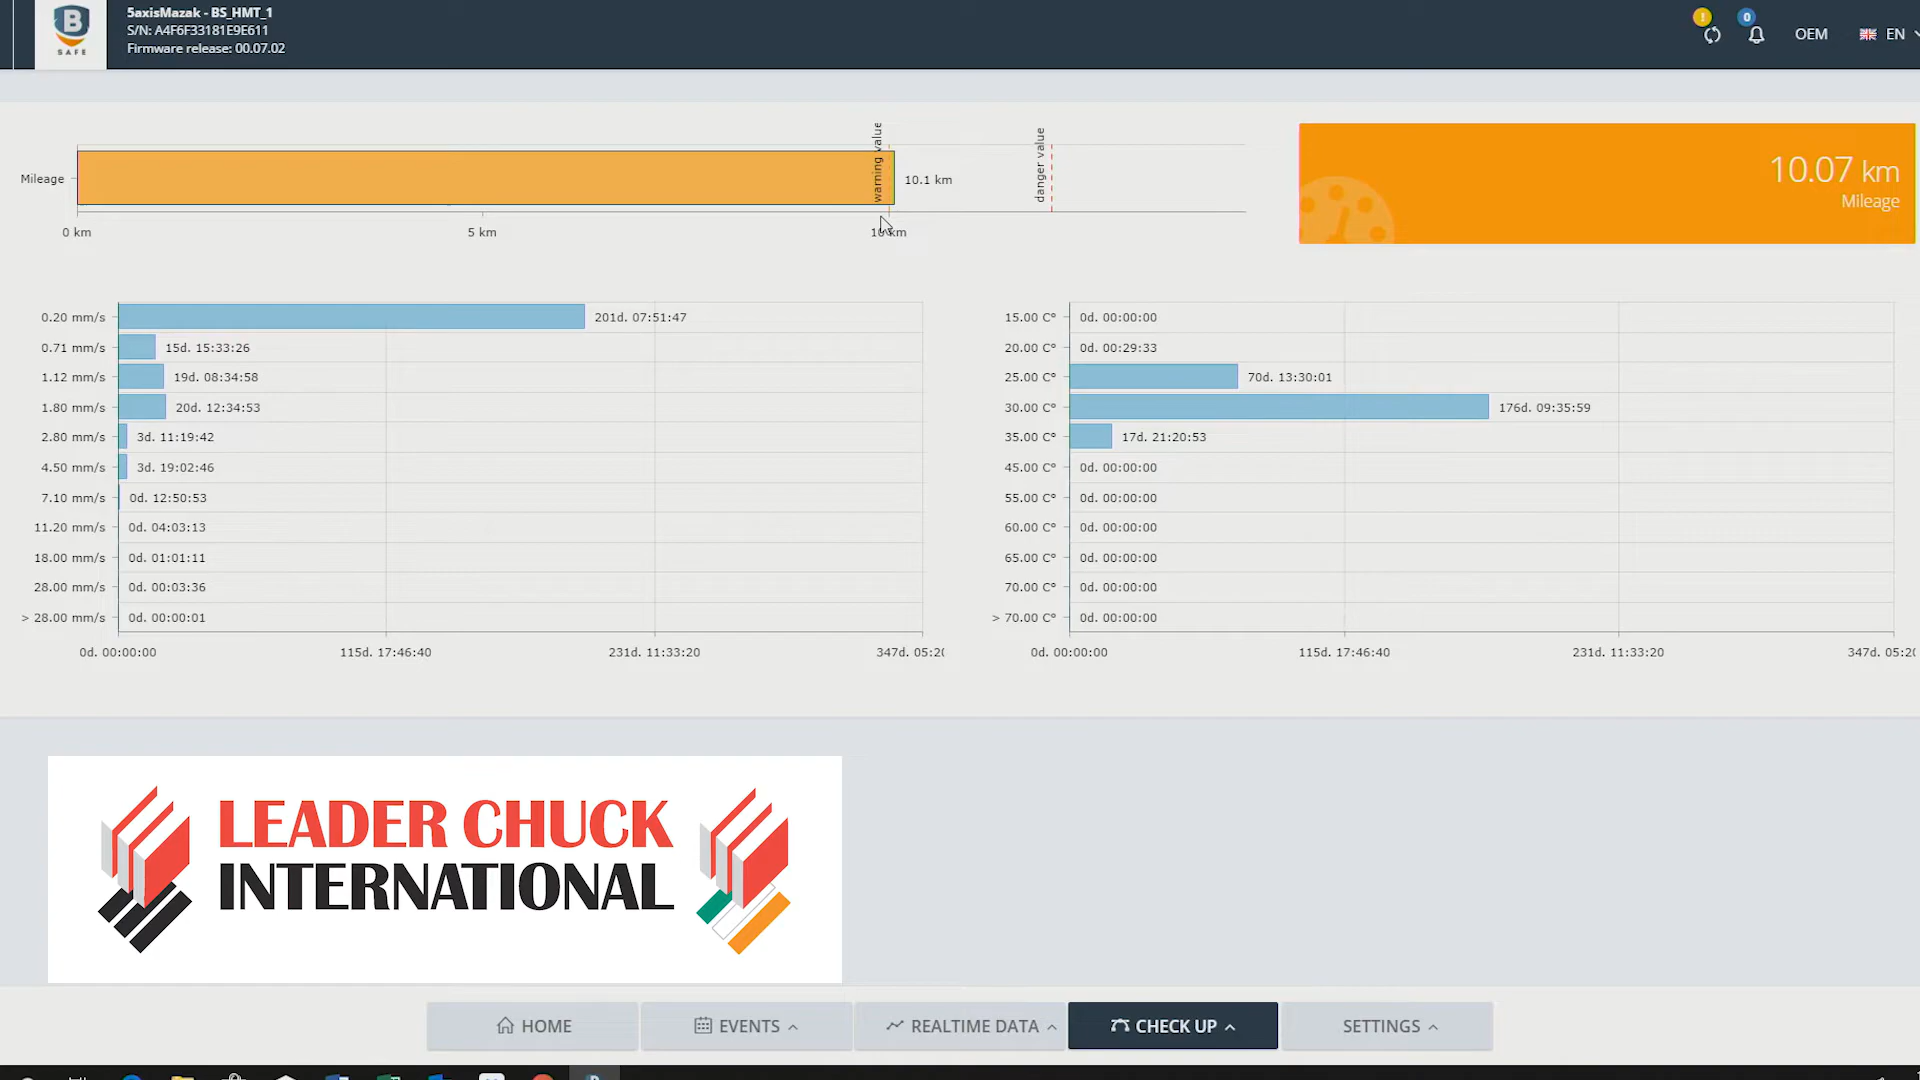 B
SAFE
5axisMazak - BS_HMT_1
S/N: A4F6F33181E9E611
Firmware release: 00.07.02
!
0
OEM
EN
Mileage
warning value
10.1 km
danger value
0 km
5 km
10 km
10.07 km
Mileage
0.20 mm/s
201d. 07:51:47
0.71 mm/s
15d. 15:33:26
1.12 mm/s
19d. 08:34:58
1.80 mm/s
20d. 12:34:53
2.80 mm/s
3d. 11:19:42
4.50 mm/s
3d. 19:02:46
7.10 mm/s
0d. 12:50:53
11.20 mm/s
0d. 04:03:13
18.00 mm/s
0d. 01:01:11
28.00 mm/s
0d. 00:03:36
> 28.00 mm/s
0d. 00:00:01
0d. 00:00:00
115d. 17:46:40
231d. 11:33:20
347d. 05:20
15.00 C°
0d. 00:00:00
20.00 C°
0d. 00:29:33
25.00 C°
70d. 13:30:01
30.00 C°
176d. 09:35:59
35.00 C°
17d. 21:20:53
45.00 C°
0d. 00:00:00
55.00 C°
0d. 00:00:00
60.00 C°
0d. 00:00:00
65.00 C°
0d. 00:00:00
70.00 C°
0d. 00:00:00
> 70.00 C°
0d. 00:00:00
0d. 00:00:00
115d. 17:46:40
231d. 11:33:20
347d. 05:20
LEADER CHUCK
INTERNATIONAL
HOME
EVENTS
REALTIME DATA
CHECK UP
SETTINGS